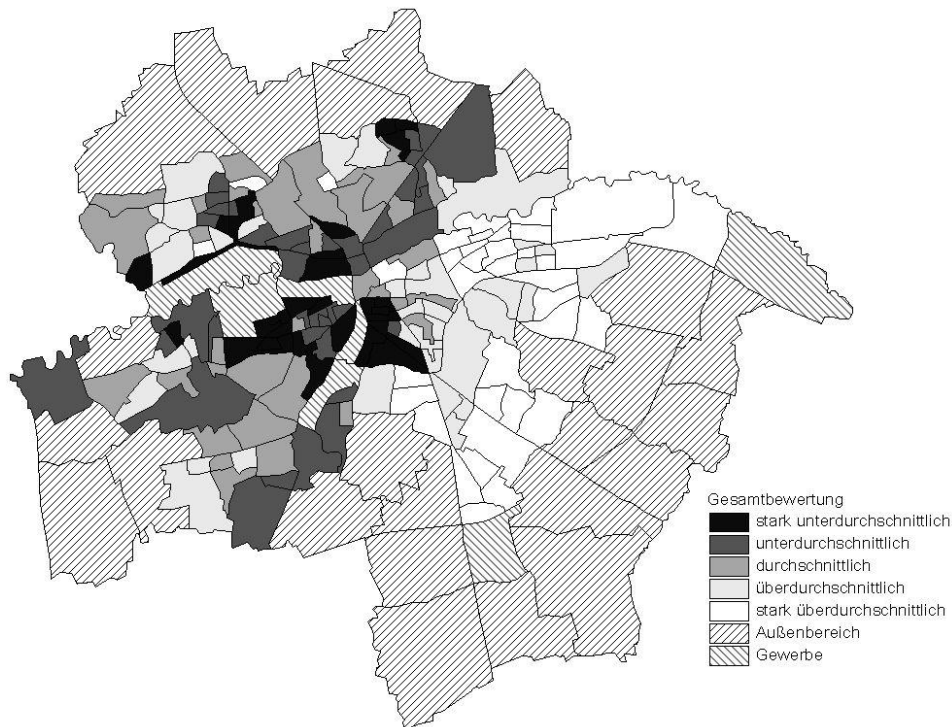 Gesamtbewertung
stark unterdurchschnittlich
unterdurchschnittlich
durchschnittlich
überdurchschnittlich
stark überdurchschnittlich
Außenbereich
Gewerbe